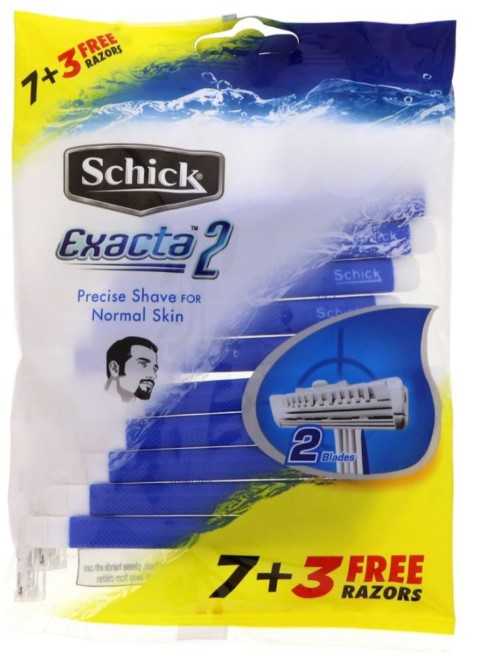 7+3 FREE
RAZORS
Schick
Exacta™2
Precise Shave FOR
Normal Skin
Schick
Schick
2 Blades
7+3 FREE
RAZORS